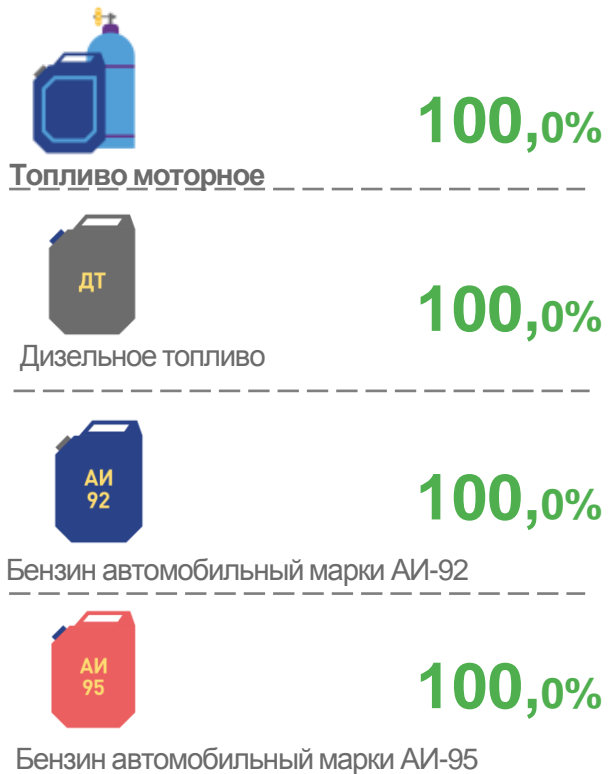 100,0%
Топливо моторное
ДТ
100,0%
Дизельное топливо
АИ
92
100,0%
Бензин автомобильный марки АИ-92
АИ
95
100,0%
Бензин автомобильный марки АИ-95